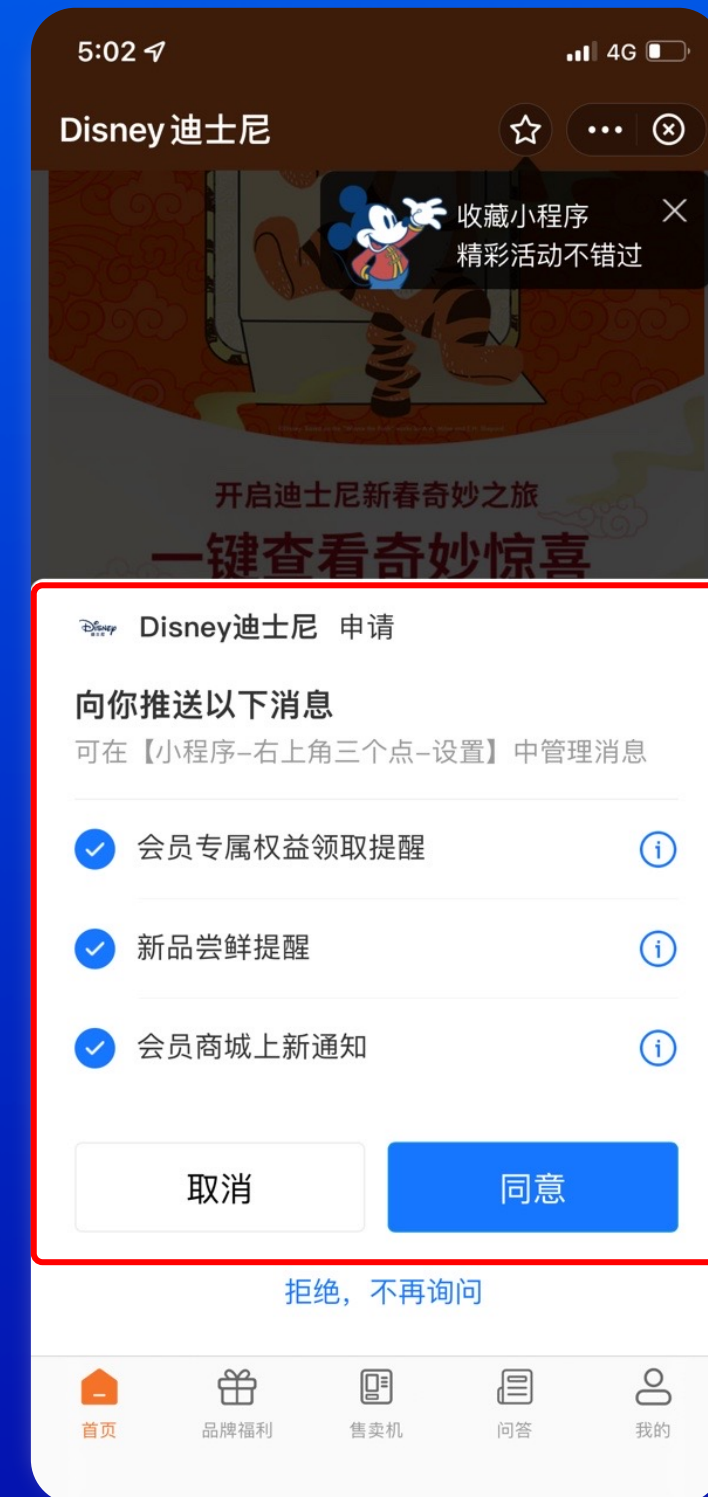 5:02
4G
Disney迪士尼
收藏小程序
精彩活动不错过
开启迪士尼新春奇妙之旅
一键查看奇妙惊喜
Disney迪士尼 申请
向你推送以下消息
可在【小程序-右上角三个点-设置】中管理消息
会员专属权益领取提醒
新品尝鲜提醒
会员商城上新通知
取消
同意
拒绝，不再询问
首页
品牌福利
售卖机
问答
我的